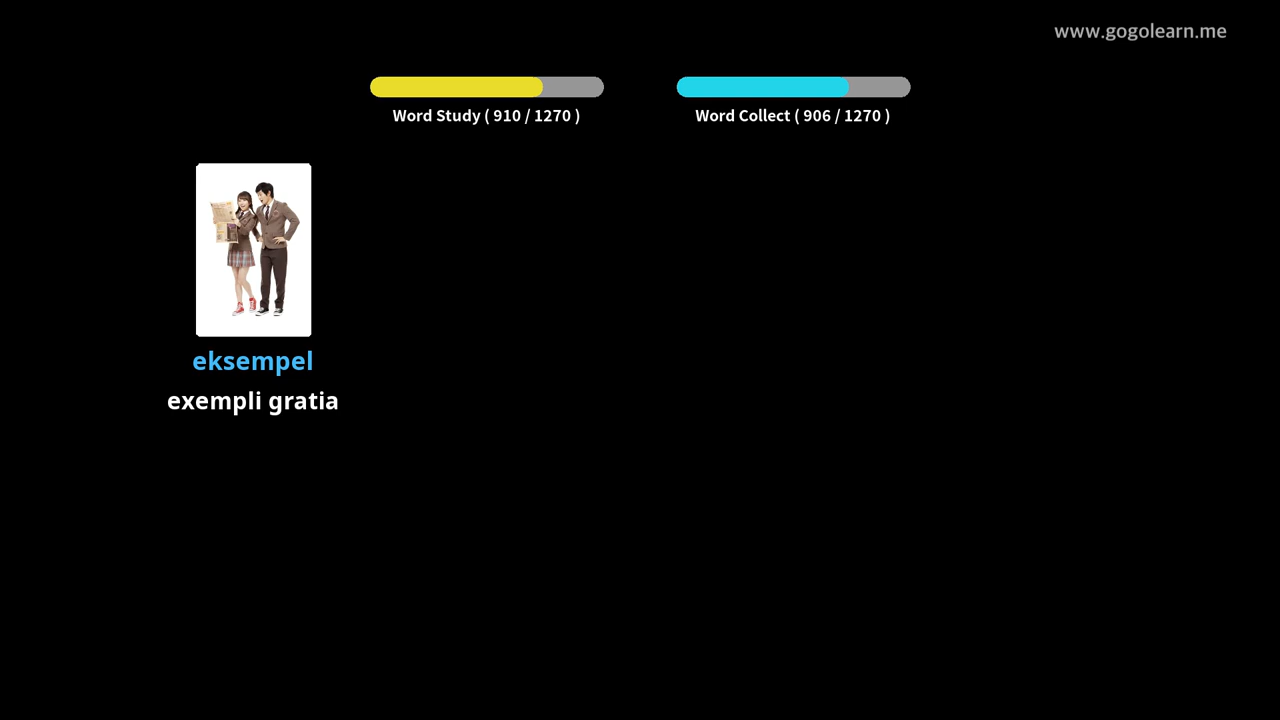 www.gogolearn.me
Word Study ( 910 / 1270 )
Word Collect ( 906 / 1270 )
eksempel
exempli gratia